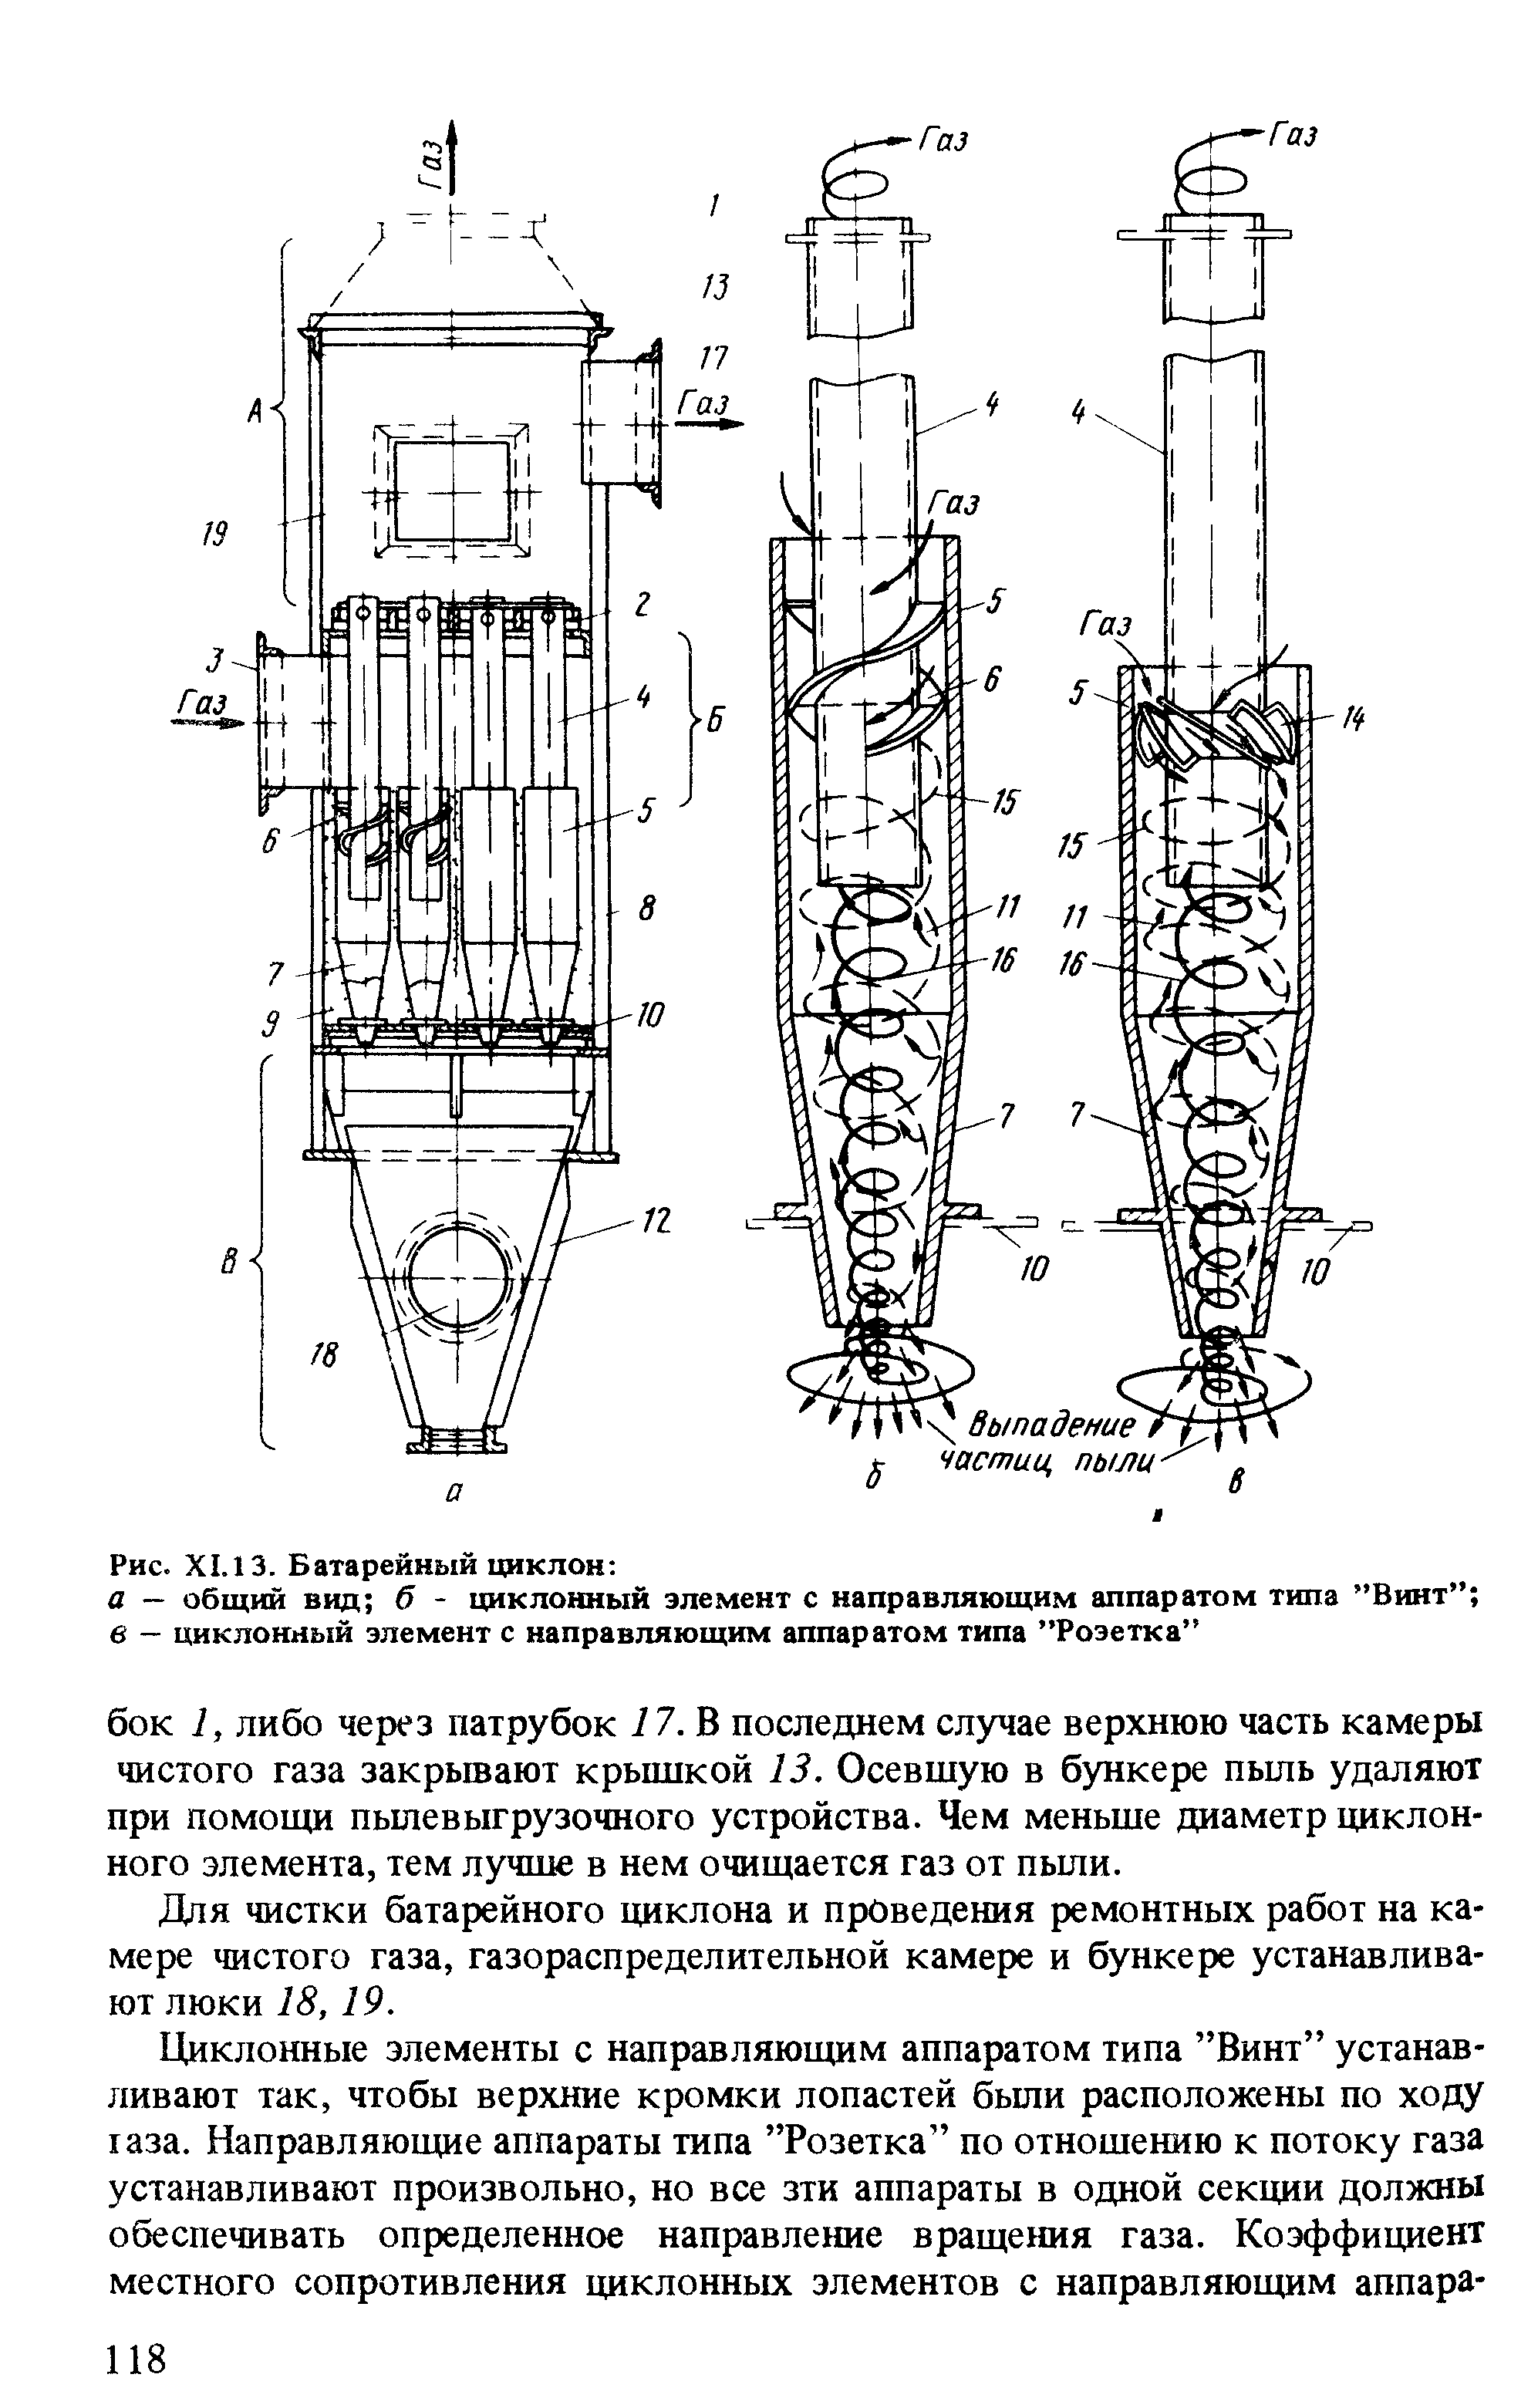 Газ
Газ
Газ
1
13
17
Газ
А
4
4
Газ
19
2
5
Газ
3
Газ
4
Б
6
5
14
6
5
15
15
8
11
11
7
16
16
9
10
7
7
12
В
10
10
18
Выпадение
частиц пыли
а
б
в
Рис. XI.13. Батарейный циклон:
а — общий вид; б - циклонный элемент с направляющим аппаратом типа ”Винт”;
в — циклонный элемент с направляющим аппаратом типа ”Розетка”
бок 1, либо через патрубок 17. В последнем случае верхнюю часть камеры
чистого газа закрывают крышкой 13. Осевшую в бункере пыль удаляют
при помощи пылевыгрузочного устройства. Чем меньше диаметр циклон-
ного элемента, тем лучше в нем очищается газ от пыли.
Для чистки батарейного циклона и проведения ремонтных работ на ка-
мере чистого газа, газораспределительной камере и бункере устанавлива-
ют люки 18, 19.
Циклонные элементы с направляющим аппаратом типа ”Винт” устанав-
ливают так, чтобы верхние кромки лопастей были расположены по ходу
газа. Направляющие аппараты типа ”Розетка” по отношению к потоку газа
устанавливают произвольно, но все эти аппараты в одной секции должны
обеспечивать определенное направление вращения газа. Коэффициент
местного сопротивления циклонных элементов с направляющим аппара-
118